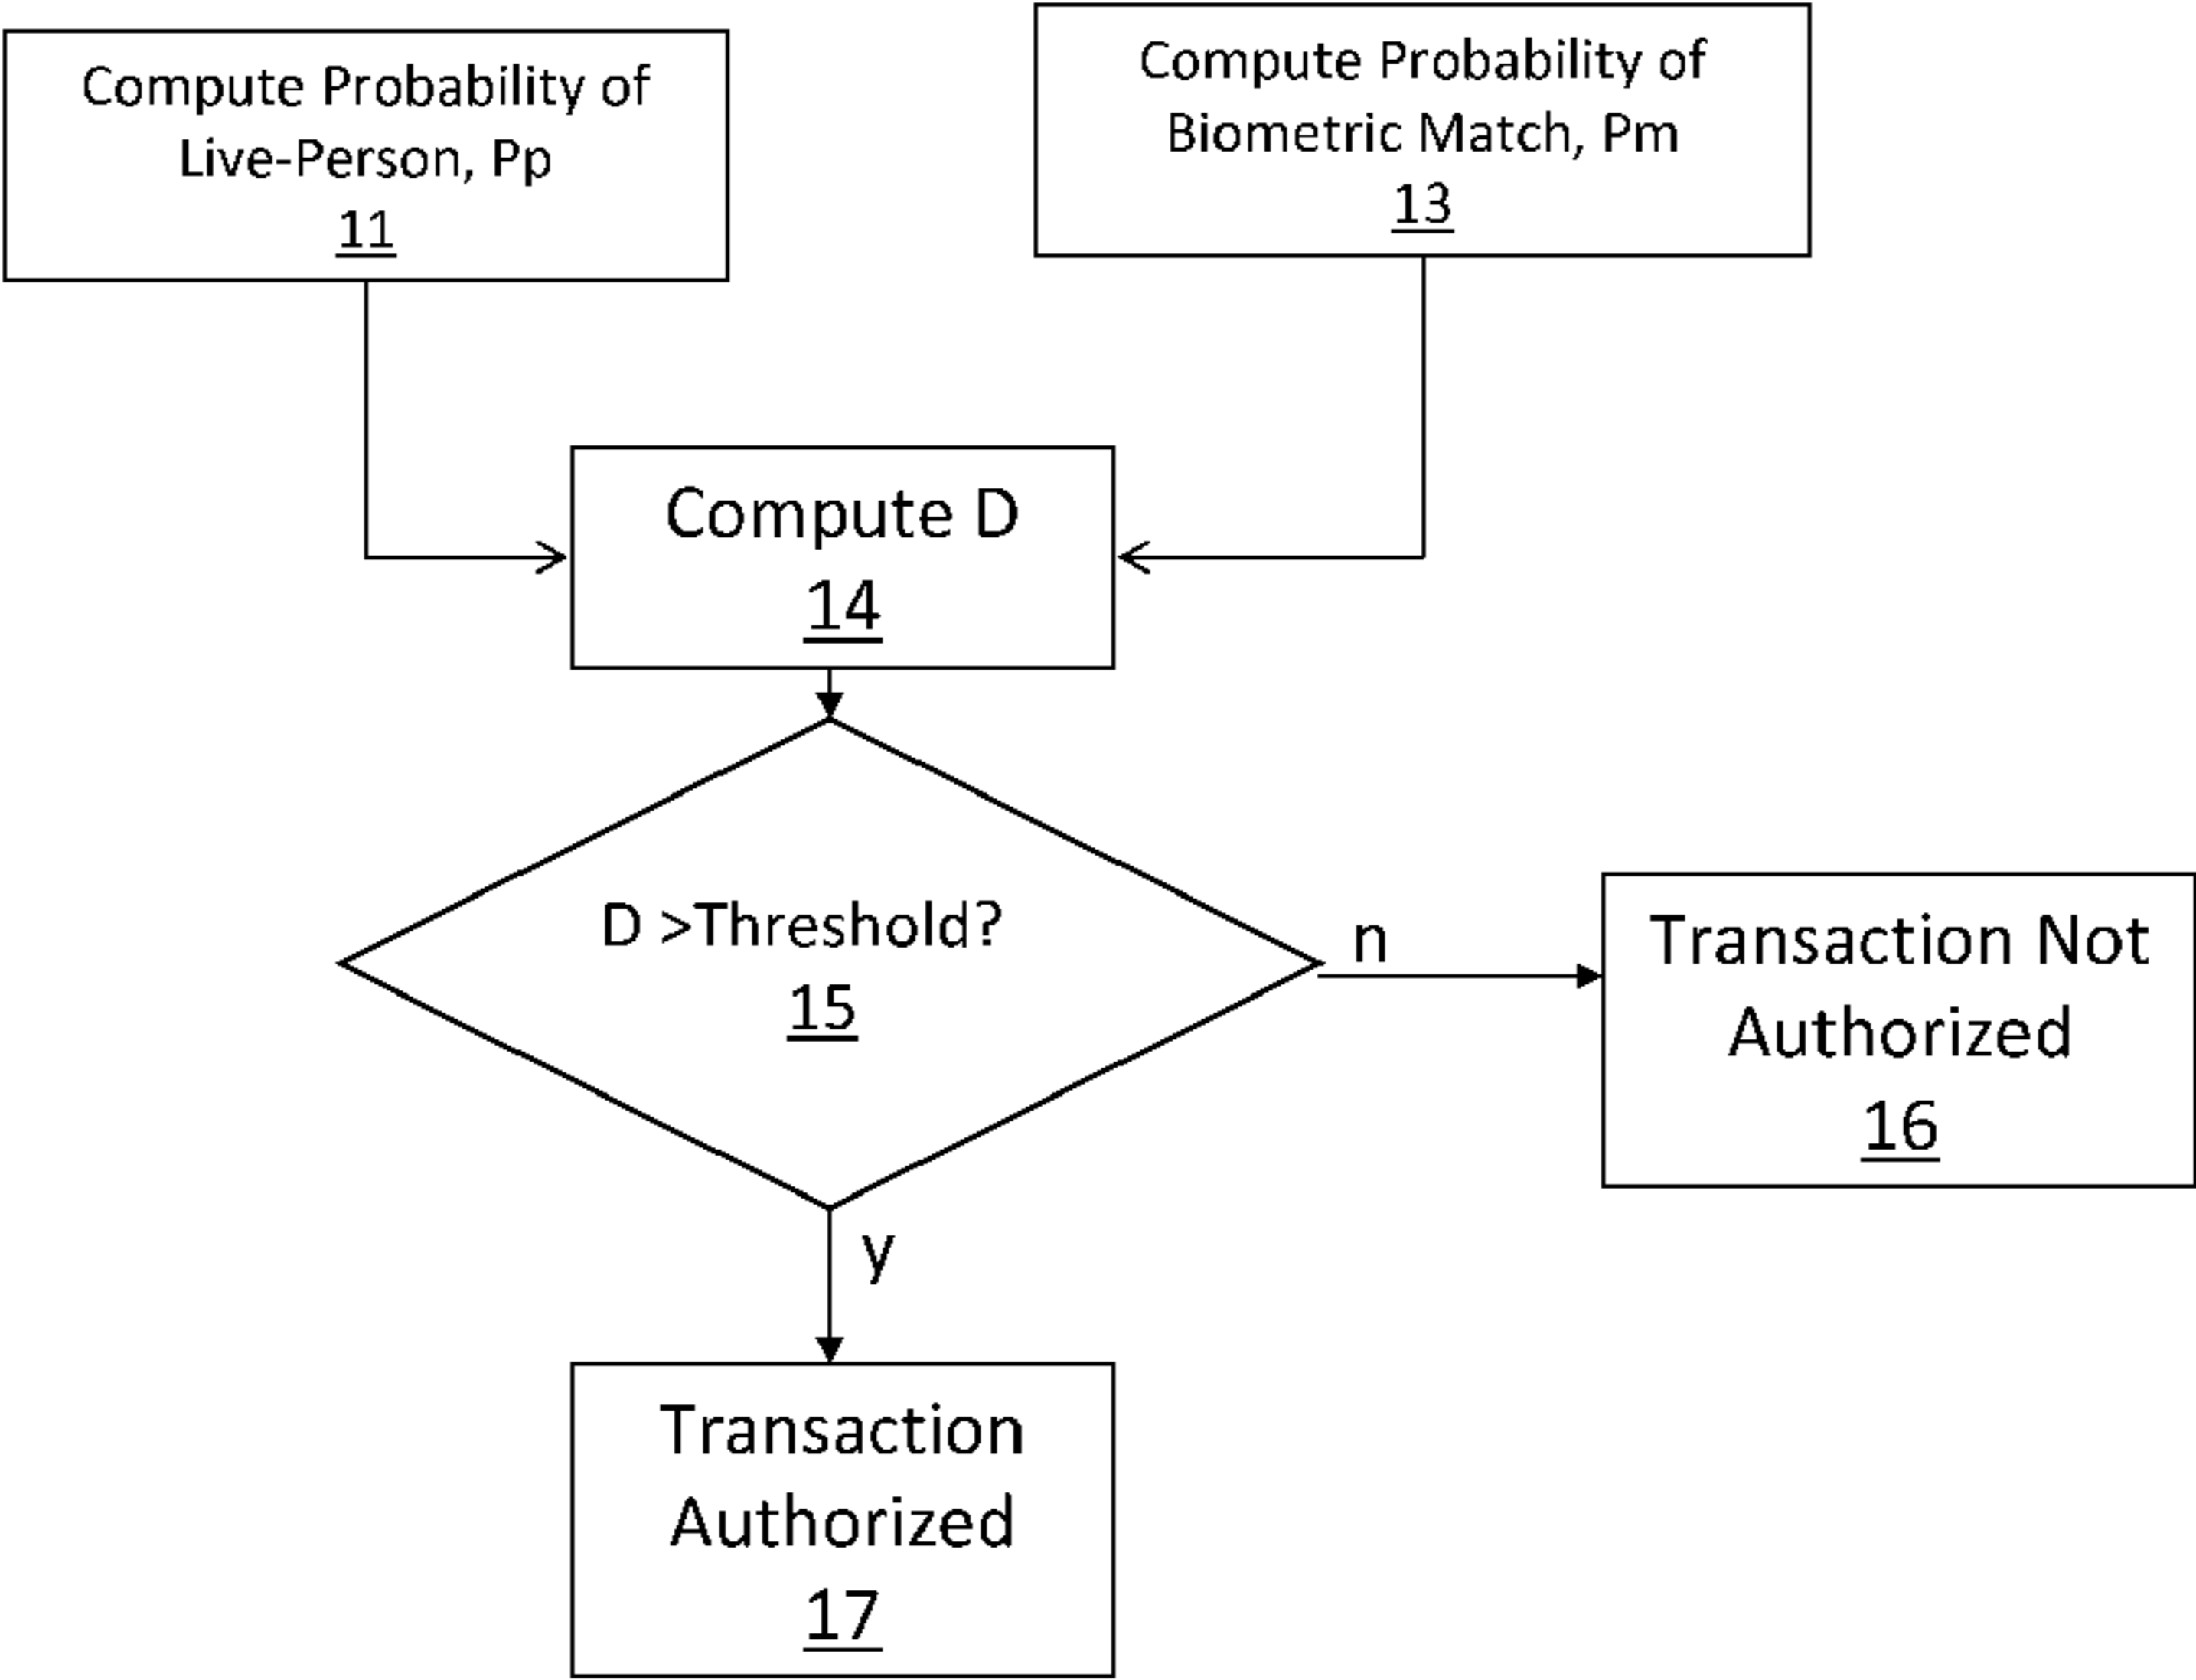 Compute Probability of
Live-Person, Pp
11
Compute Probability of
Biometric Match, Pm
13
Compute D
14
D >Threshold?
15
n
Transaction Not
Authorized
16
y
Transaction
Authorized
17